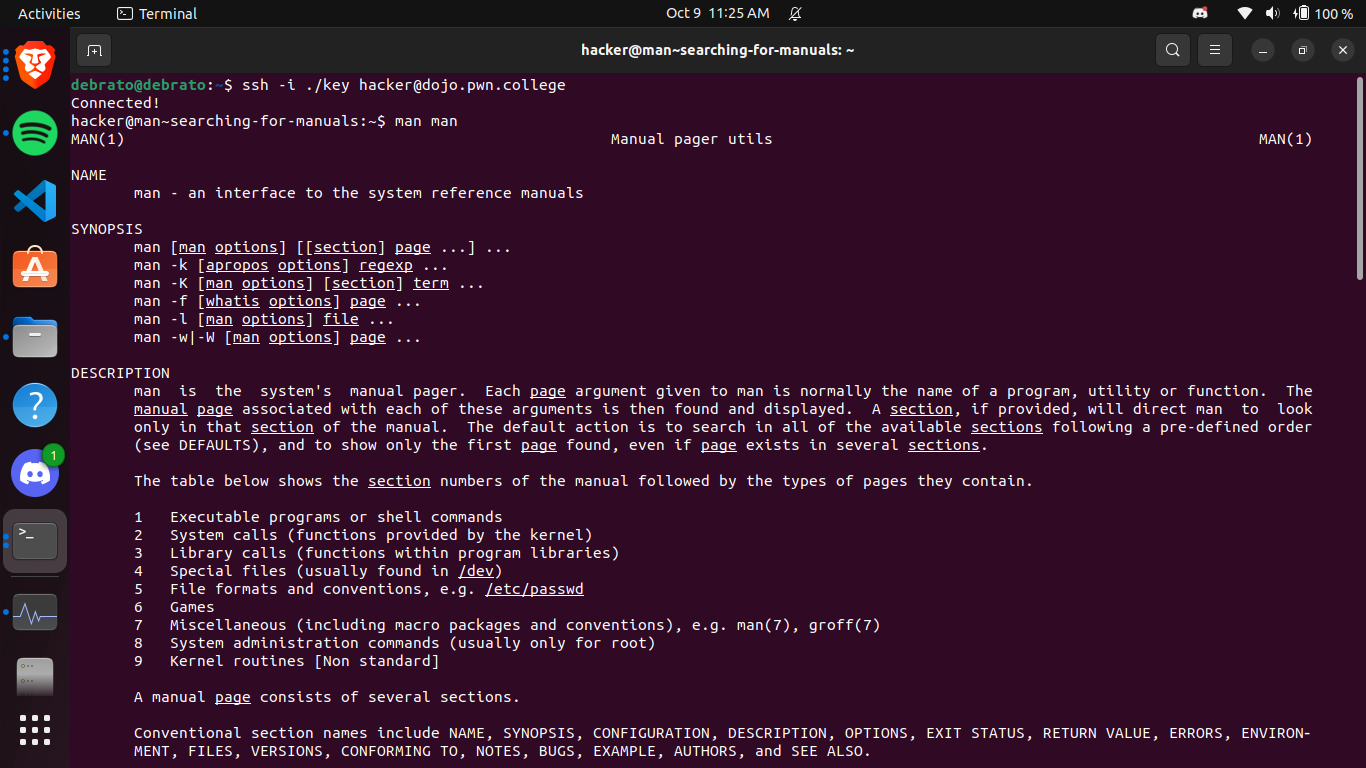 Activities Terminal Oct 9 11:25 AM 100 %
hacker@man~searching-for-manuals: ~
debrato@debrato:~$ ssh -i ./key hacker@dojo.pwn.college
Connected!
hacker@man~searching-for-manuals:~$ man man
MAN(1) Manual pager utils MAN(1)
NAME
man - an interface to the system reference manuals
SYNOPSIS
man [man options] [[section] page ...] ...
man -k [apropos options] regexp ...
man -K [man options] [section] term ...
man -f [whatis options] page ...
man -l [man options] file ...
man -w|-W [man options] page ...
DESCRIPTION
man is the system's manual pager. Each page argument given to man is normally the name of a program, utility or function. The
manual page associated with each of these arguments is then found and displayed. A section, if provided, will direct man to look
only in that section of the manual. The default action is to search in all of the available sections following a pre-defined order
(see DEFAULTS), and to show only the first page found, even if page exists in several sections.
The table below shows the section numbers of the manual followed by the types of pages they contain.
1 Executable programs or shell commands
2 System calls (functions provided by the kernel)
3 Library calls (functions within program libraries)
4 Special files (usually found in /dev)
5 File formats and conventions, e.g. /etc/passwd
6 Games
7 Miscellaneous (including macro packages and conventions), e.g. man(7), groff(7)
8 System administration commands (usually only for root)
9 Kernel routines [Non standard]
A manual page consists of several sections.
Conventional section names include NAME, SYNOPSIS, CONFIGURATION, DESCRIPTION, OPTIONS, EXIT STATUS, RETURN VALUE, ERRORS, ENVIRON-
MENT, FILES, VERSIONS, CONFORMING TO, NOTES, BUGS, EXAMPLE, AUTHORS, and SEE ALSO.
1